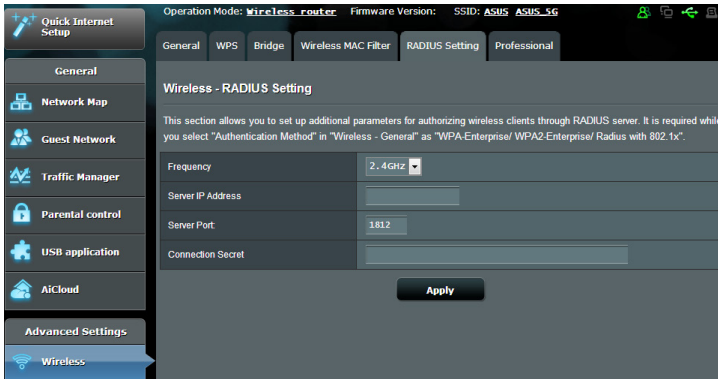 Quick Internet
Setup
Operation Mode: Wireless router Firmware Version: SSID: ASUS ASUS_5G
General WPS Bridge Wireless MAC Filter RADIUS Setting Professional
General
Network Map
Guest Network
Traffic Manager
Parental control
USB application
AiCloud
Advanced Settings
Wireless
Wireless - RADIUS Setting
This section allows you to set up additional parameters for authorizing wireless clients through RADIUS server. It is required while
you select "Authentication Method" in "Wireless - General" as "WPA-Enterprise/ WPA2-Enterprise/ Radius with 802.1x".
Frequency 2.4GHz
Server IP Address
Server Port: 1812
Connection Secret
Apply